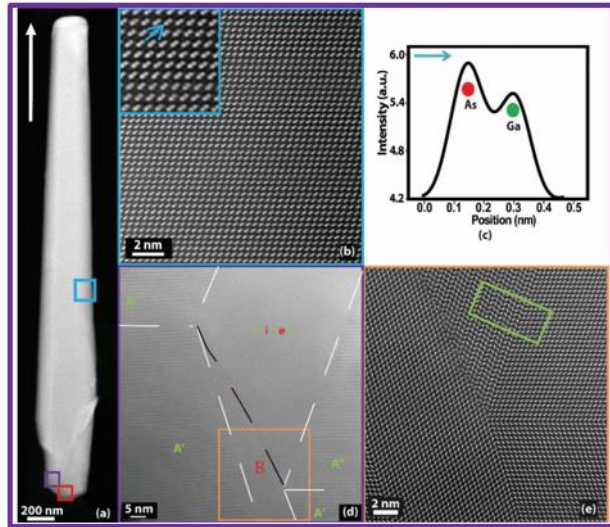 200 nm
(a)
2 nm
(b)
Intensity (a.u.)
6.0
5.4
4.8
4.2
As
Ga
0.0 0.1 0.2 0.3 0.4 0.5
Position (nm)
(c)
A'
B
A"
A'
5 nm
(d)
2 nm
(e)